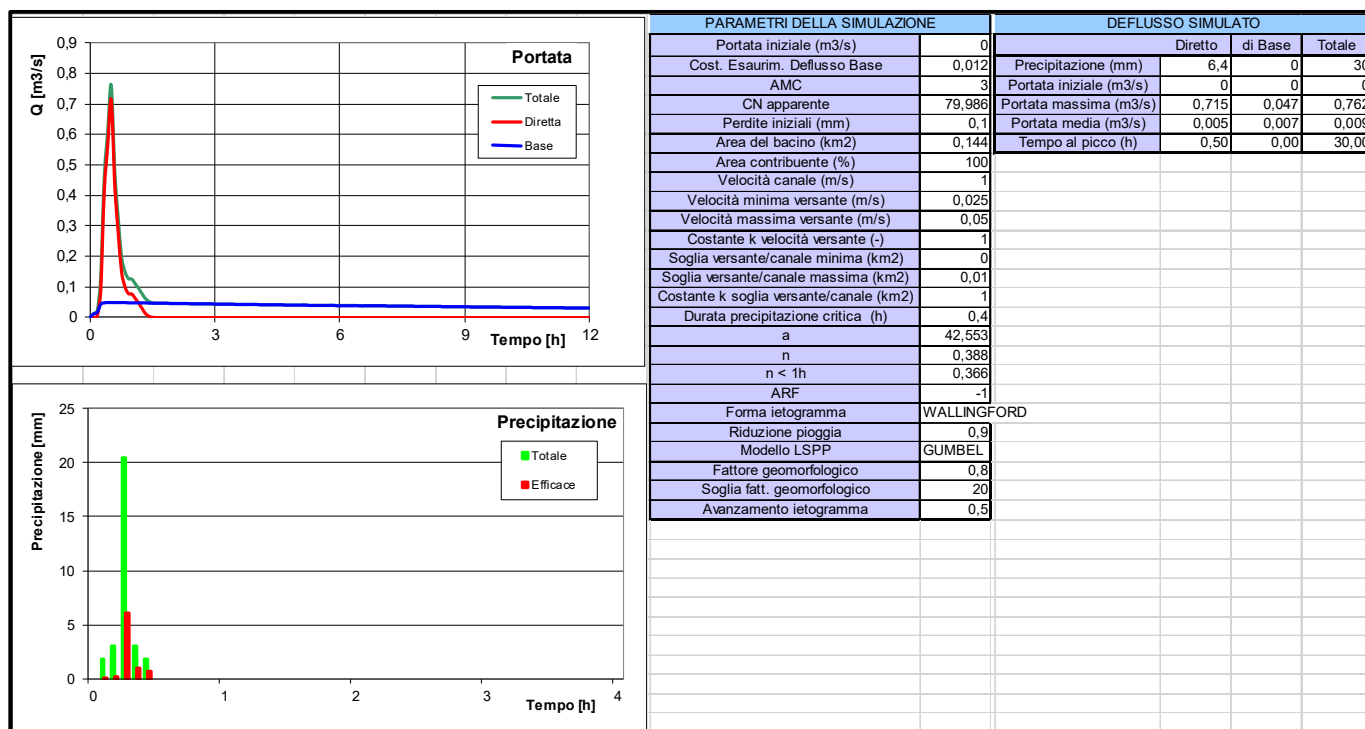 Portata
Q [m3/s]
0,9
0,8
0,7
0,6
0,5
0,4
0,3
0,2
0,1
0
Totale
Diretta
Base
0 3 6 9 12
Tempo [h]
Precipitazione
Precipitazione [mm]
25
20
15
10
5
0
Totale
Efficace
0 1 2 3 4
Tempo [h]
PARAMETRI DELLA SIMULAZIONE
Portata iniziale (m3/s) 0
Cost. Esaurim. Deflusso Base 0,012
AMC 3
CN apparente 79,986
Perdite iniziali (mm) 0,1
Area del bacino (km2) 0,144
Area contribuente (%) 100
Velocità canale (m/s) 1
Velocità minima versante (m/s) 0,025
Velocità massima versante (m/s) 0,05
Costante k velocità versante (-) 1
Soglia versante/canale minima (km2) 0
Soglia versante/canale massima (km2) 0,01
Costante k soglia versante/canale (km2) 1
Durata precipitazione critica (h) 0,4
a 42,553
n 0,388
n < 1h 0,366
ARF -1
Forma ietogramma WALLINGFORD
Riduzione pioggia 0,9
Modello LSPP GUMBEL
Fattore geomorfologico 0,8
Soglia fatt. geomorfologico 20
Avanzamento ietogramma 0,5
DEFLUSSO SIMULATO
Diretto di Base Totale
Precipitazione (mm) 6,4 0 30
Portata iniziale (m3/s) 0 0 0
Portata massima (m3/s) 0,715 0,047 0,762
Portata media (m3/s) 0,005 0,007 0,009
Tempo al picco (h) 0,50 0,00 30,00